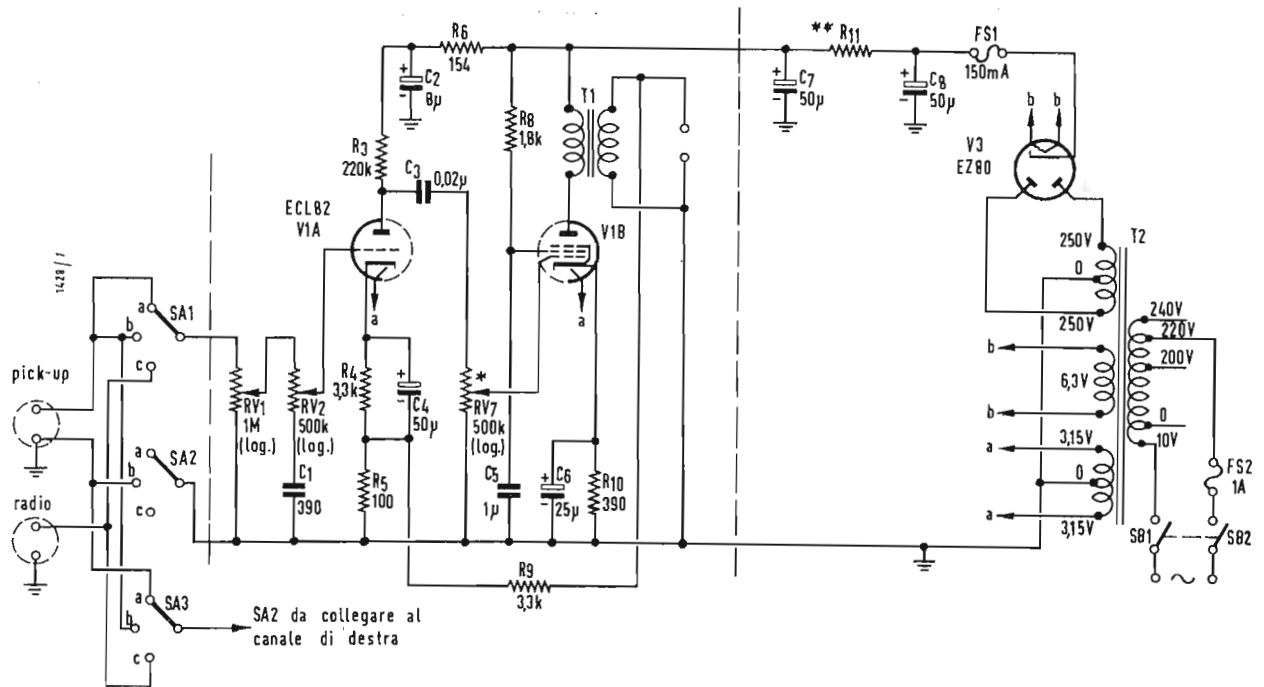 R6
154
+
C2
8µ
-
R3
220k
C3
0,02µ
ECL82
V1A
a
R8
1,8k
T1
V1B
a
**
R11
FS1
150mA
+
C7
50µ
-
+
C8
50µ
-
b
b
V3
EZ80
T2
250V
0
250V
b
6,3V
b
a
3,15V
0
a
3,15V
240V
220V
200V
0
10V
FS2
1A
SB1
SB2
~
1428/1
a
SA1
b
c
pick-up
a
SA2
b
c
radio
a
SA3
b
c
RV1
1M
(log.)
RV2
500k
(log.)
C1
390
R4
3,3k
+
C4
50µ
-
R5
100
*
RV7
500k
(log.)
C5
1µ
+
C6
25µ
-
R10
390
R9
3,3k
SA2 da collegare al
canale di destra